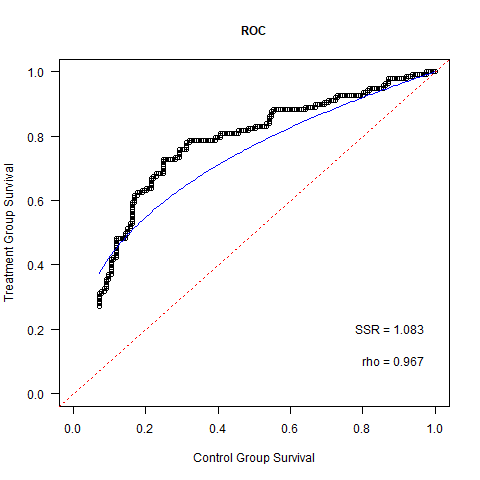 ROC
Treatment Group Survival
1.0
0.8
0.6
0.4
0.2
0.0
SSR = 1.083
rho = 0.967
0.0 0.2 0.4 0.6 0.8 1.0
Control Group Survival